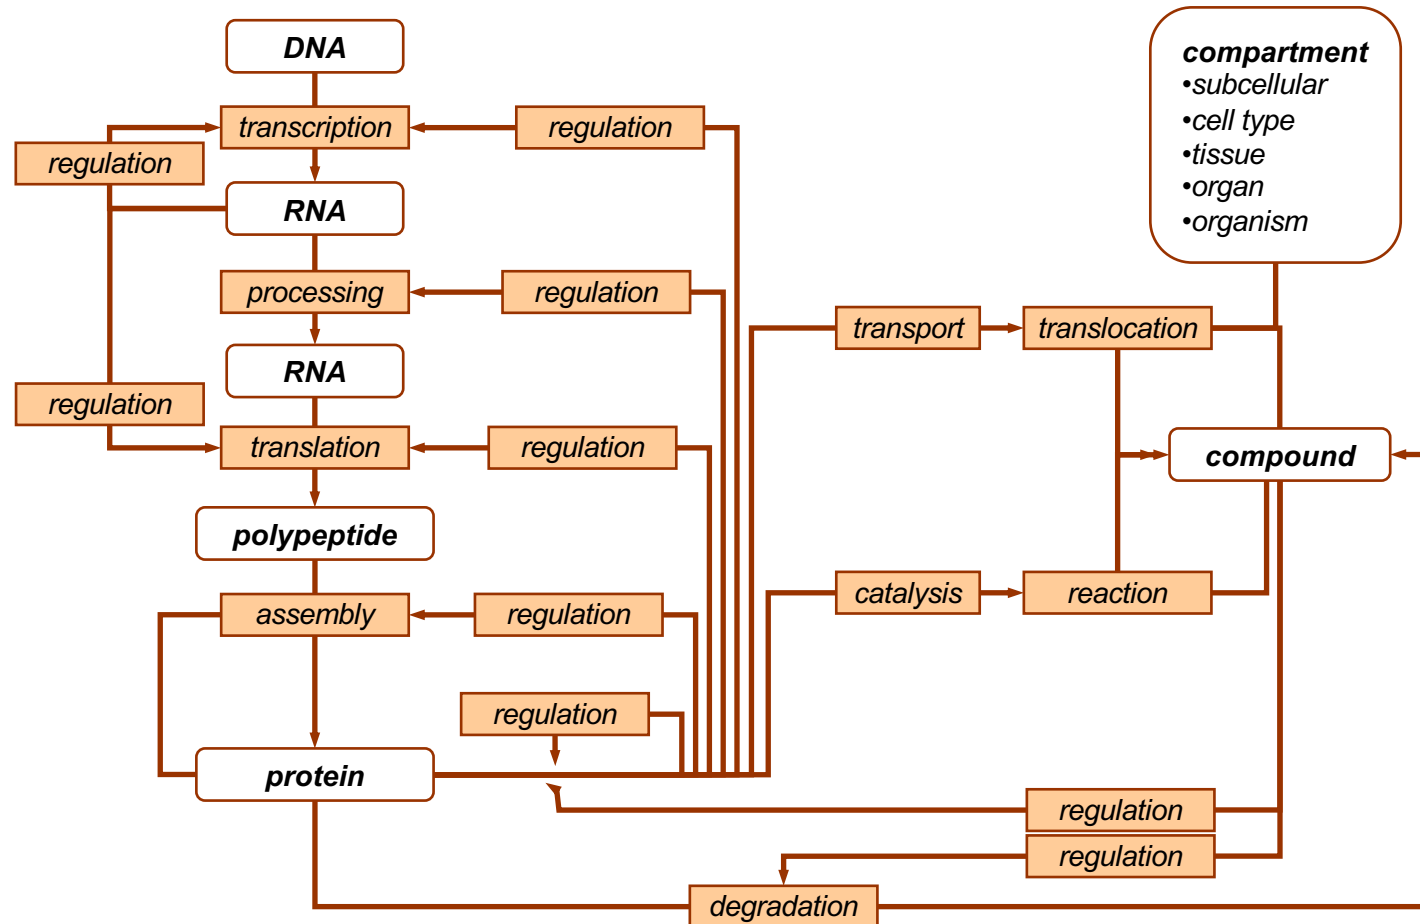 DNA
compartment
•subcellular
•cell type
•tissue
•organ
•organism
transcription
regulation
regulation
RNA
processing
regulation
transport
translocation
RNA
regulation
translation
regulation
compound
polypeptide
assembly
regulation
catalysis
reaction
regulation
protein
regulation
regulation
degradation